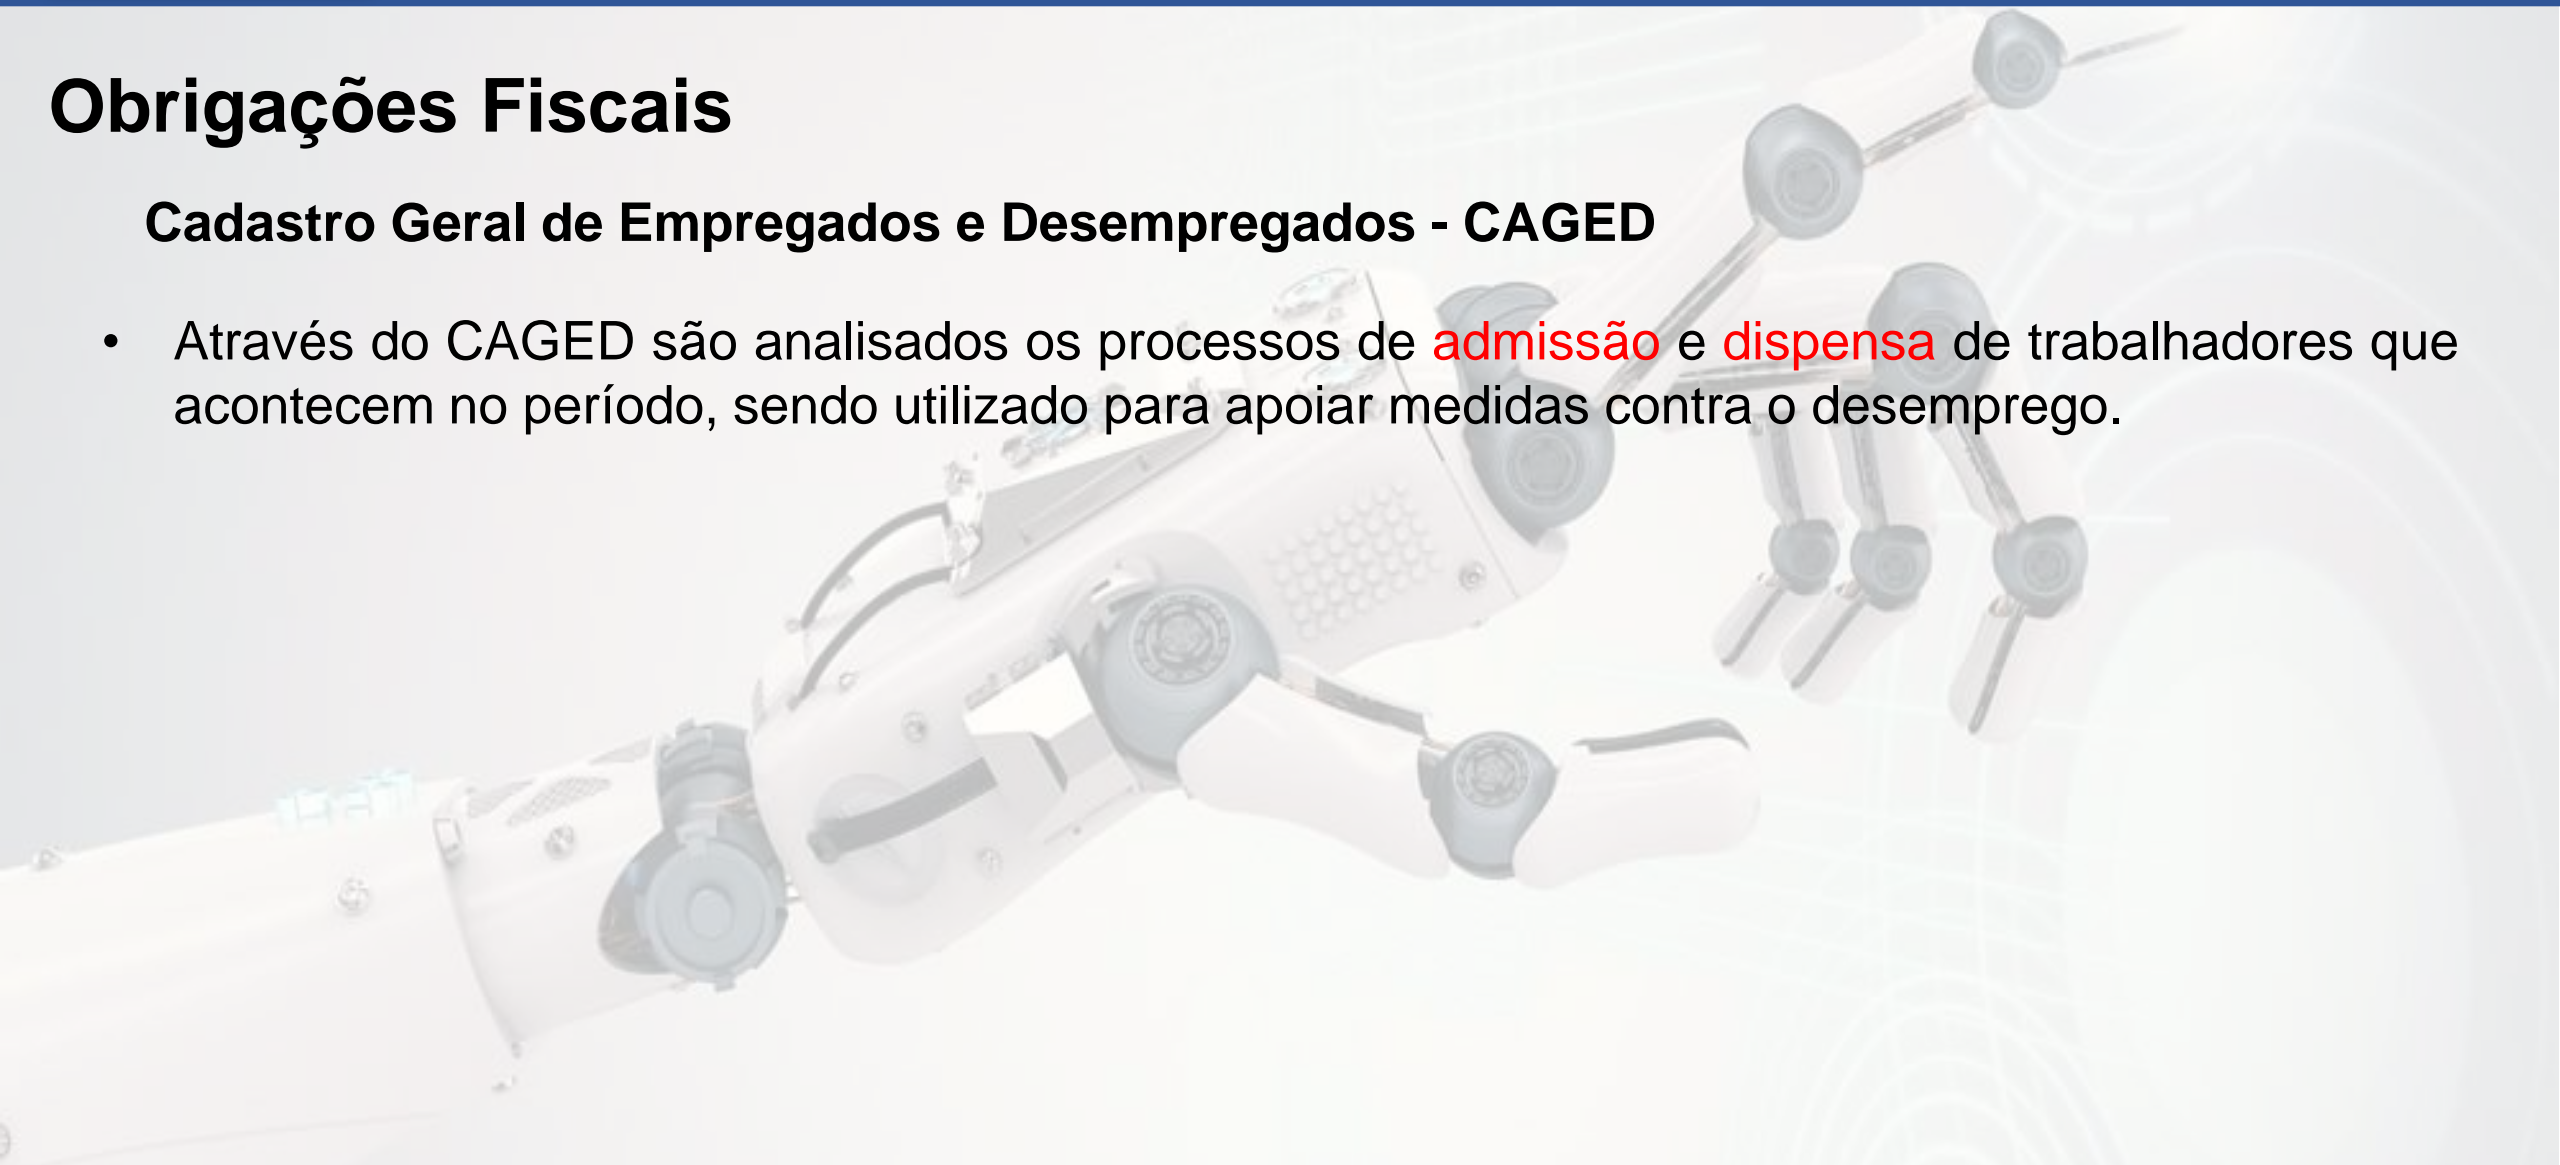 Obrigações Fiscais
Cadastro Geral de Empregados e Desempregados - CAGED
• Através do CAGED são analisados os processos de admissão e dispensa de trabalhadores que
acontecem no período, sendo utilizado para apoiar medidas contra o desemprego.